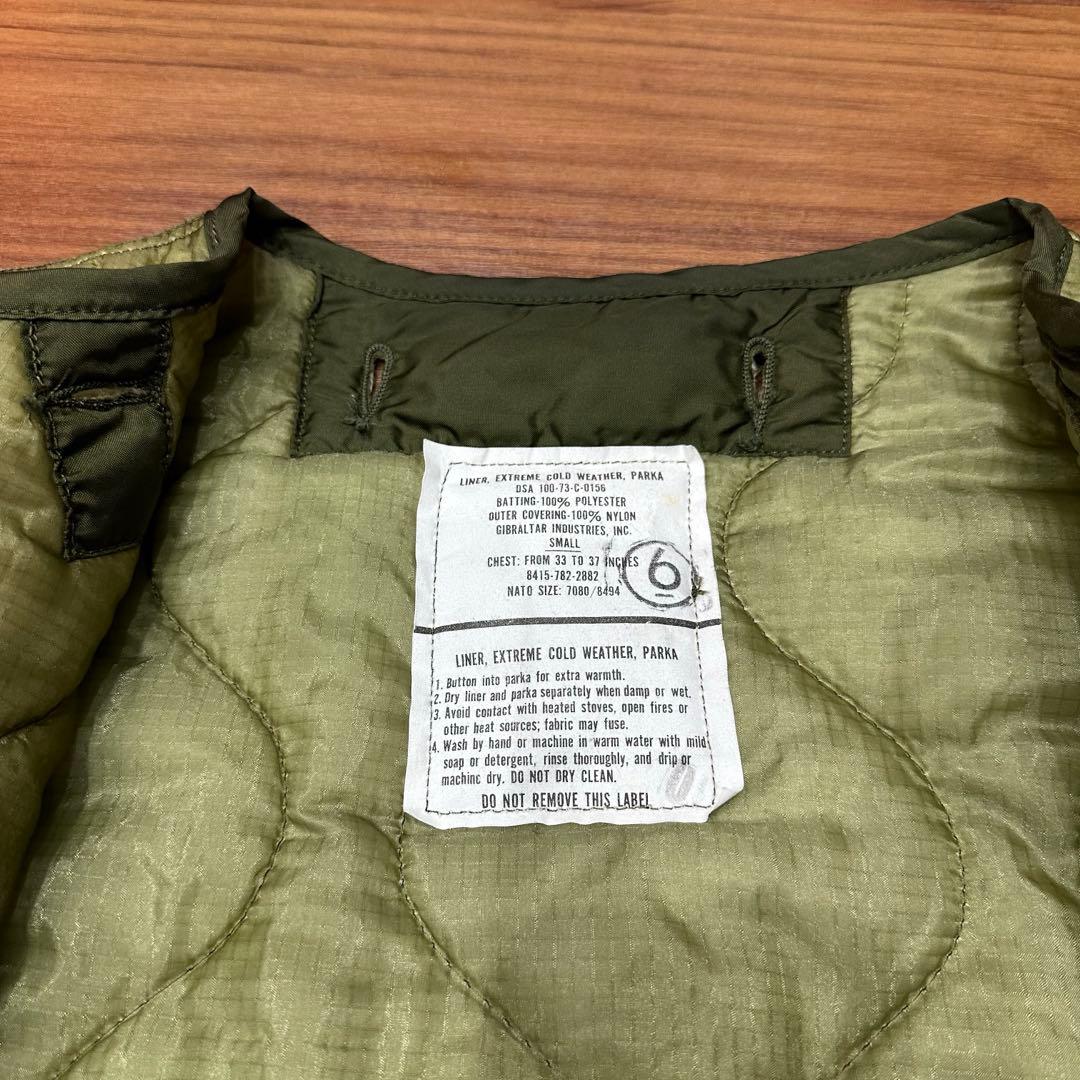 LINER, EXTREME COLD WEATHER, PARKA
DSA 100-73-C-0156
BATTING-100% POLYESTER
OUTER COVERING-100% NYLON
GIBRALTAR INDUSTRIES, INC.
SMALL
CHEST: FROM 33 TO 37 INCHES
8415-782-2882
NATO SIZE: 7080/8494
6
LINER, EXTREME COLD WEATHER, PARKA
1. Button into parka for extra warmth.
2. Dry liner and parka separately when damp or wet.
3. Avoid contact with heated stoves, open fires or
other heat sources; fabric may fuse.
4. Wash by hand or machine in warm water with mild
soap or detergent, rinse thoroughly, and drip or
machine dry. DO NOT DRY CLEAN.
DO NOT REMOVE THIS LABEL